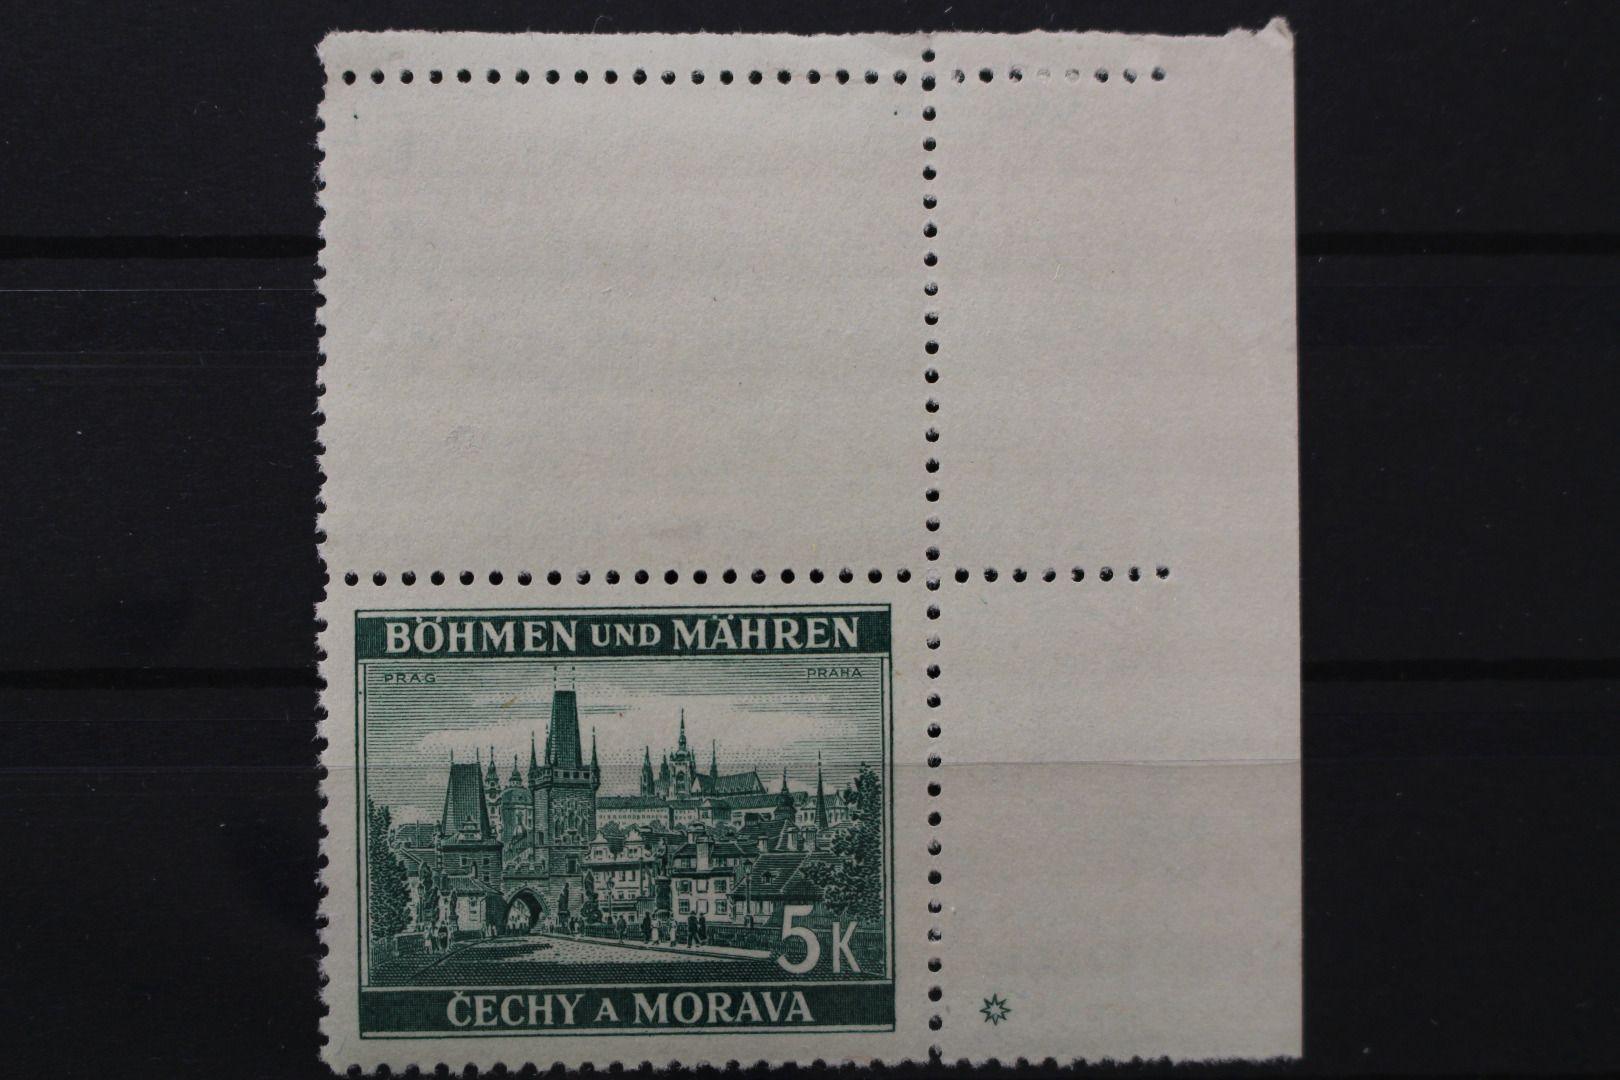 BÖHMEN UND MÄHREN
PRAG PRAHA
5K
ČECHY A MORAVA